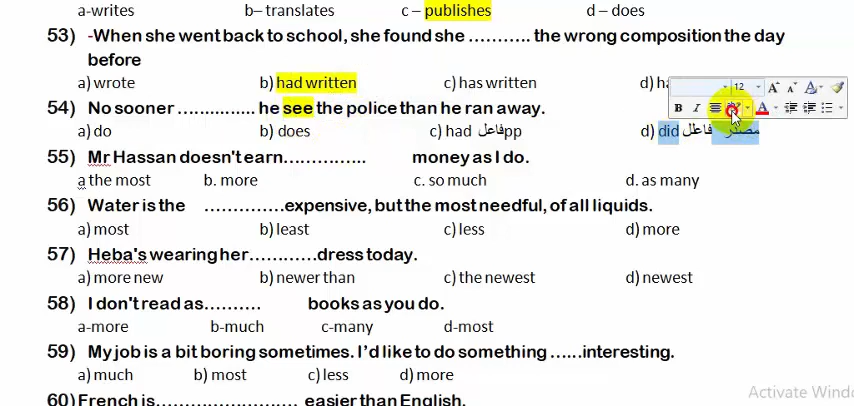 a-writes b– translates c – publishes d – does
53) -When she went back to school, she found she ……….. the wrong composition the day
before
a) wrote b) had written c) has written d) ha
12
54) No sooner ………….. he see the police than he ran away.
a) do b) does c) had فاعل pp d) did فاعلل مصدر
55) Mr Hassan doesn't earn…………... money as I do.
a the most b. more c. so much d. as many
56) Water is the …………..expensive, but the most needful, of all liquids.
a) most b) least c) less d) more
57) Heba's wearing her…………dress today.
a) more new b) newer than c) the newest d) newest
58) I don't read as………. books as you do.
a-more b-much c-many d-most
59) My job is a bit boring sometimes. I'd like to do something ……interesting.
a) much b) most c) less d) more
Activate Windo
60) French is……………………… easier than English.